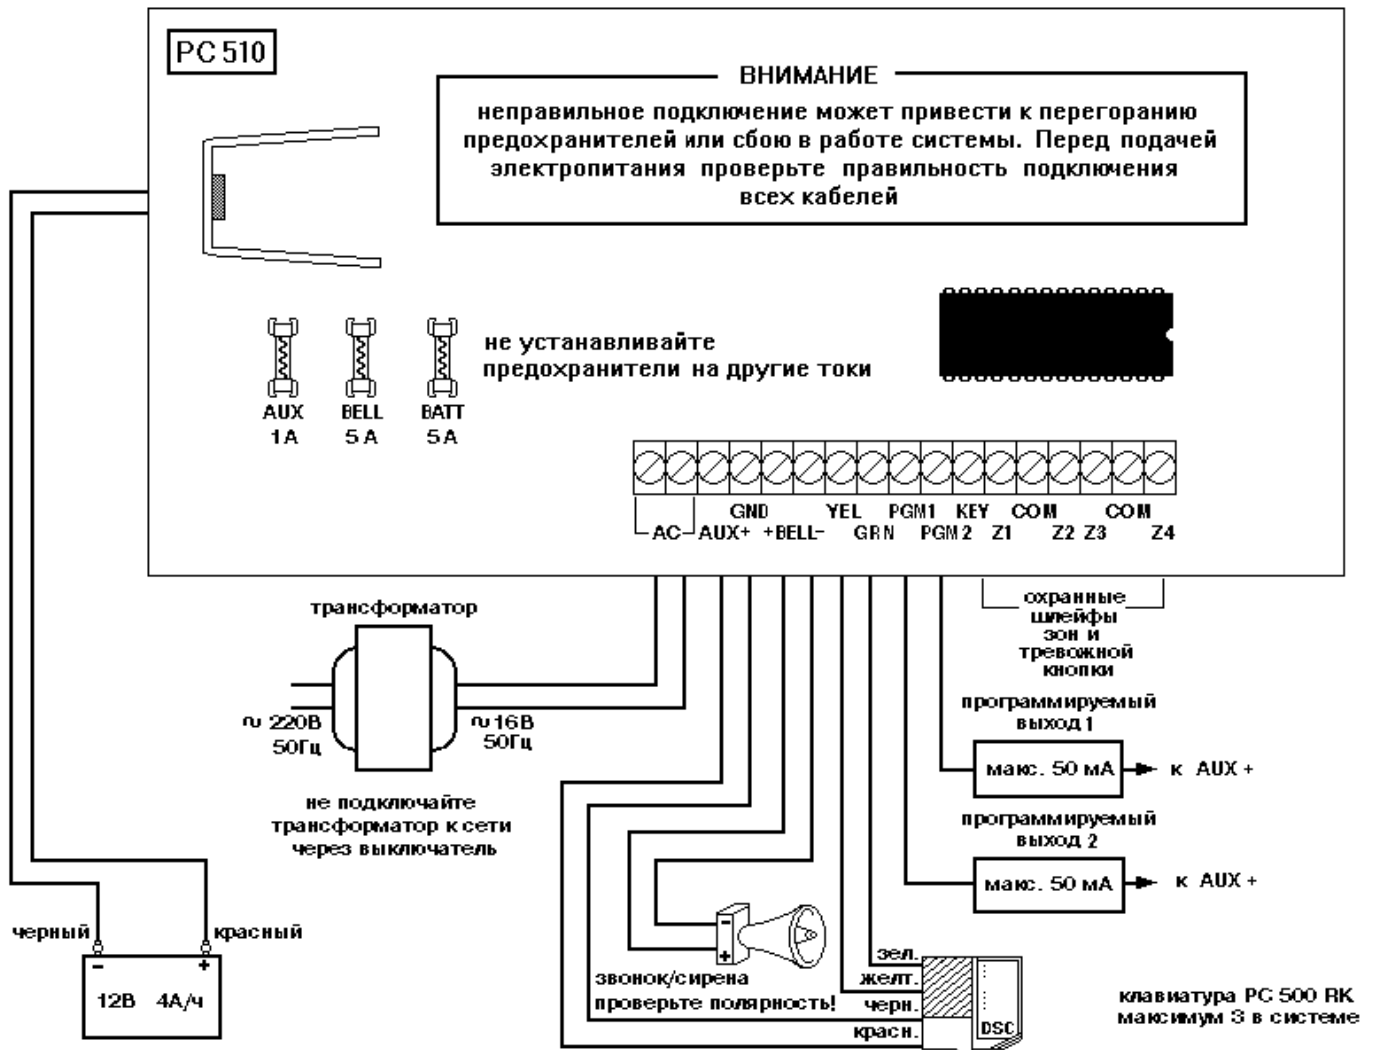 PC 510
ВНИМАНИЕ
неправильное подключение может привести к перегоранию
предохранителей или сбою в работе системы. Перед подачей
электропитания проверьте правильность подключения
всех кабелей
не устанавливайте
предохранители на другие токи
AUX BELL BATT
1 A 5 A 5 A
GND YEL PGM1 KEY COM COM
AC AUX+ +BELL- GRN PGM2 Z1 Z2 Z3 Z4
охранные
шлейфы
зон и
тревожной
кнопки
трансформатор
~ 220В
50Гц
~ 16В
50Гц
не подключайте
трансформатор к сети
через выключатель
программируемый
выход 1
макс. 50 мА к AUX +
программируемый
выход 2
макс. 50 мА к AUX +
черный красный
- +
12В 4А/ч
-
+
звонок/сирена
проверьте полярность!
зел.
желт.
черн.
красн.
DSC
клавиатура PC 500 RK
максимум 3 в системе